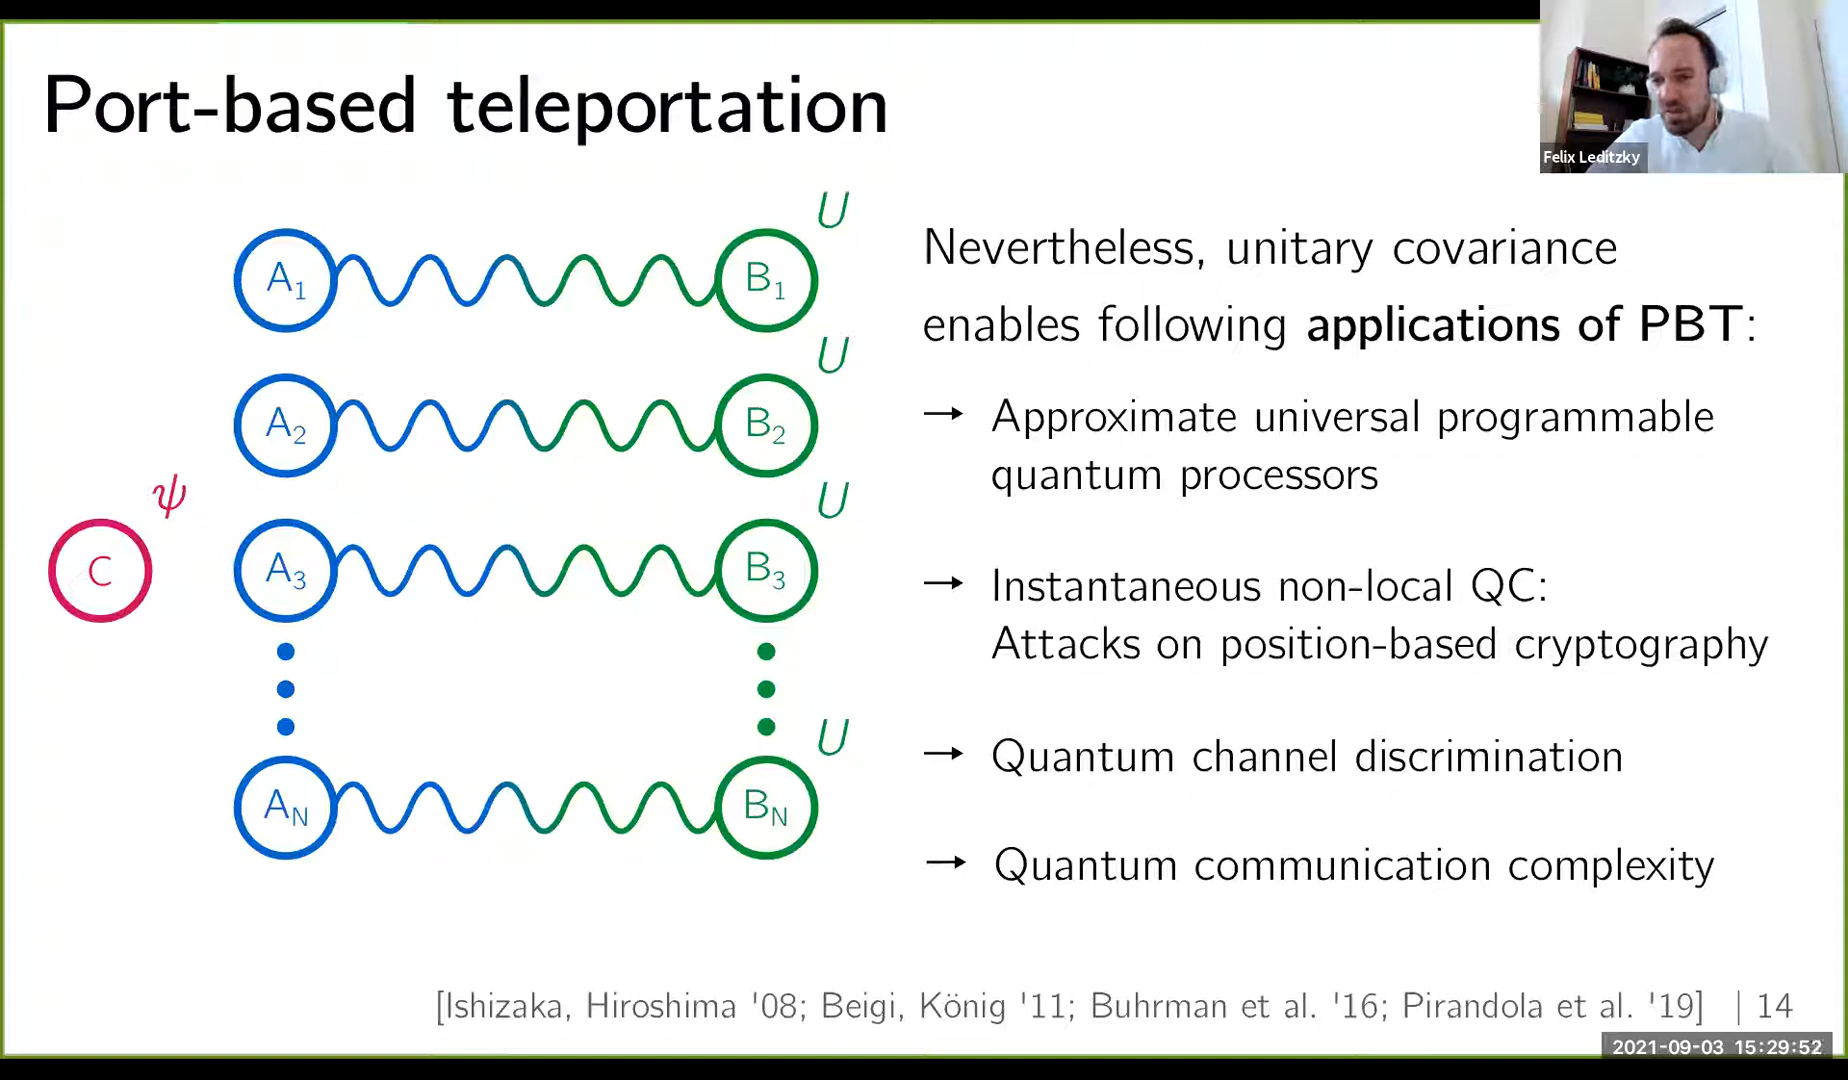 Port-based teleportation
Felix Leditzky
U
A1
B1
U
A2
B2
ψ
U
C
A3
B3
U
AN
BN
Nevertheless, unitary covariance
enables following applications of PBT:
→ Approximate universal programmable
quantum processors
→ Instantaneous non-local QC:
Attacks on position-based cryptography
→ Quantum channel discrimination
→ Quantum communication complexity
[Ishizaka, Hiroshima '08; Beigi, König '11; Buhrman et al. '16; Pirandola et al. '19] | 14
2021-09-03 15:29:52